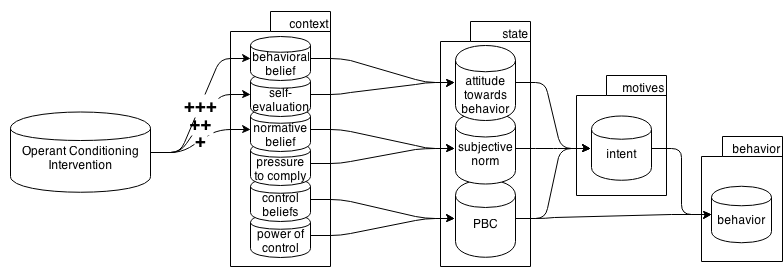 context
behavioral
belief
self-
evaluation
normative
belief
pressure
to comply
control
beliefs
power of
control
+++
++
+
Operant Conditioning
Intervention
state
attitude
towards
behavior
subjective
norm
PBC
motives
intent
behavior
behavior